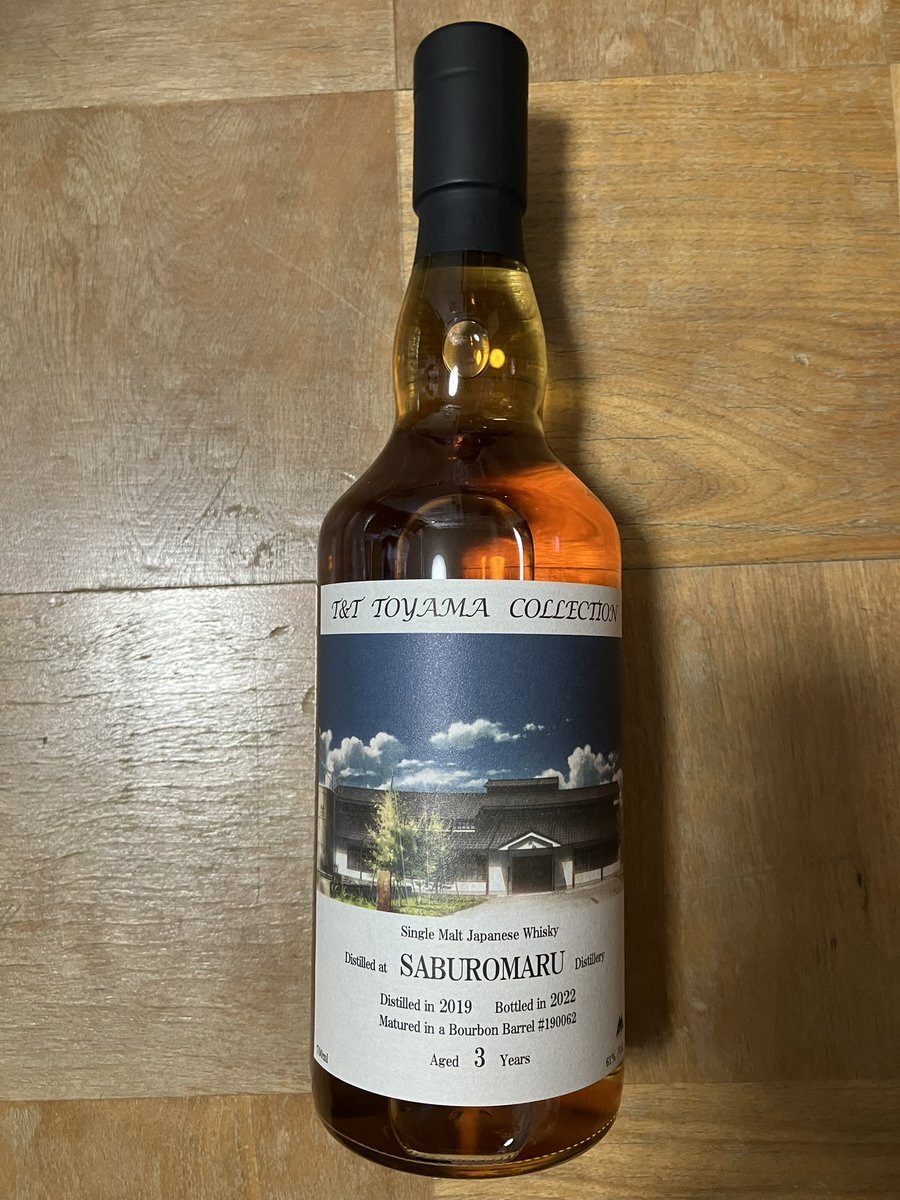 T&T TOYAMA COLLECTION
Single Malt Japanese Whisky
Distilled at SABUROMARU Distillery
Distilled in 2019 Bottled in 2022
Matured in a Bourbon Barrel #190062
Aged 3 Years
700ml 61%